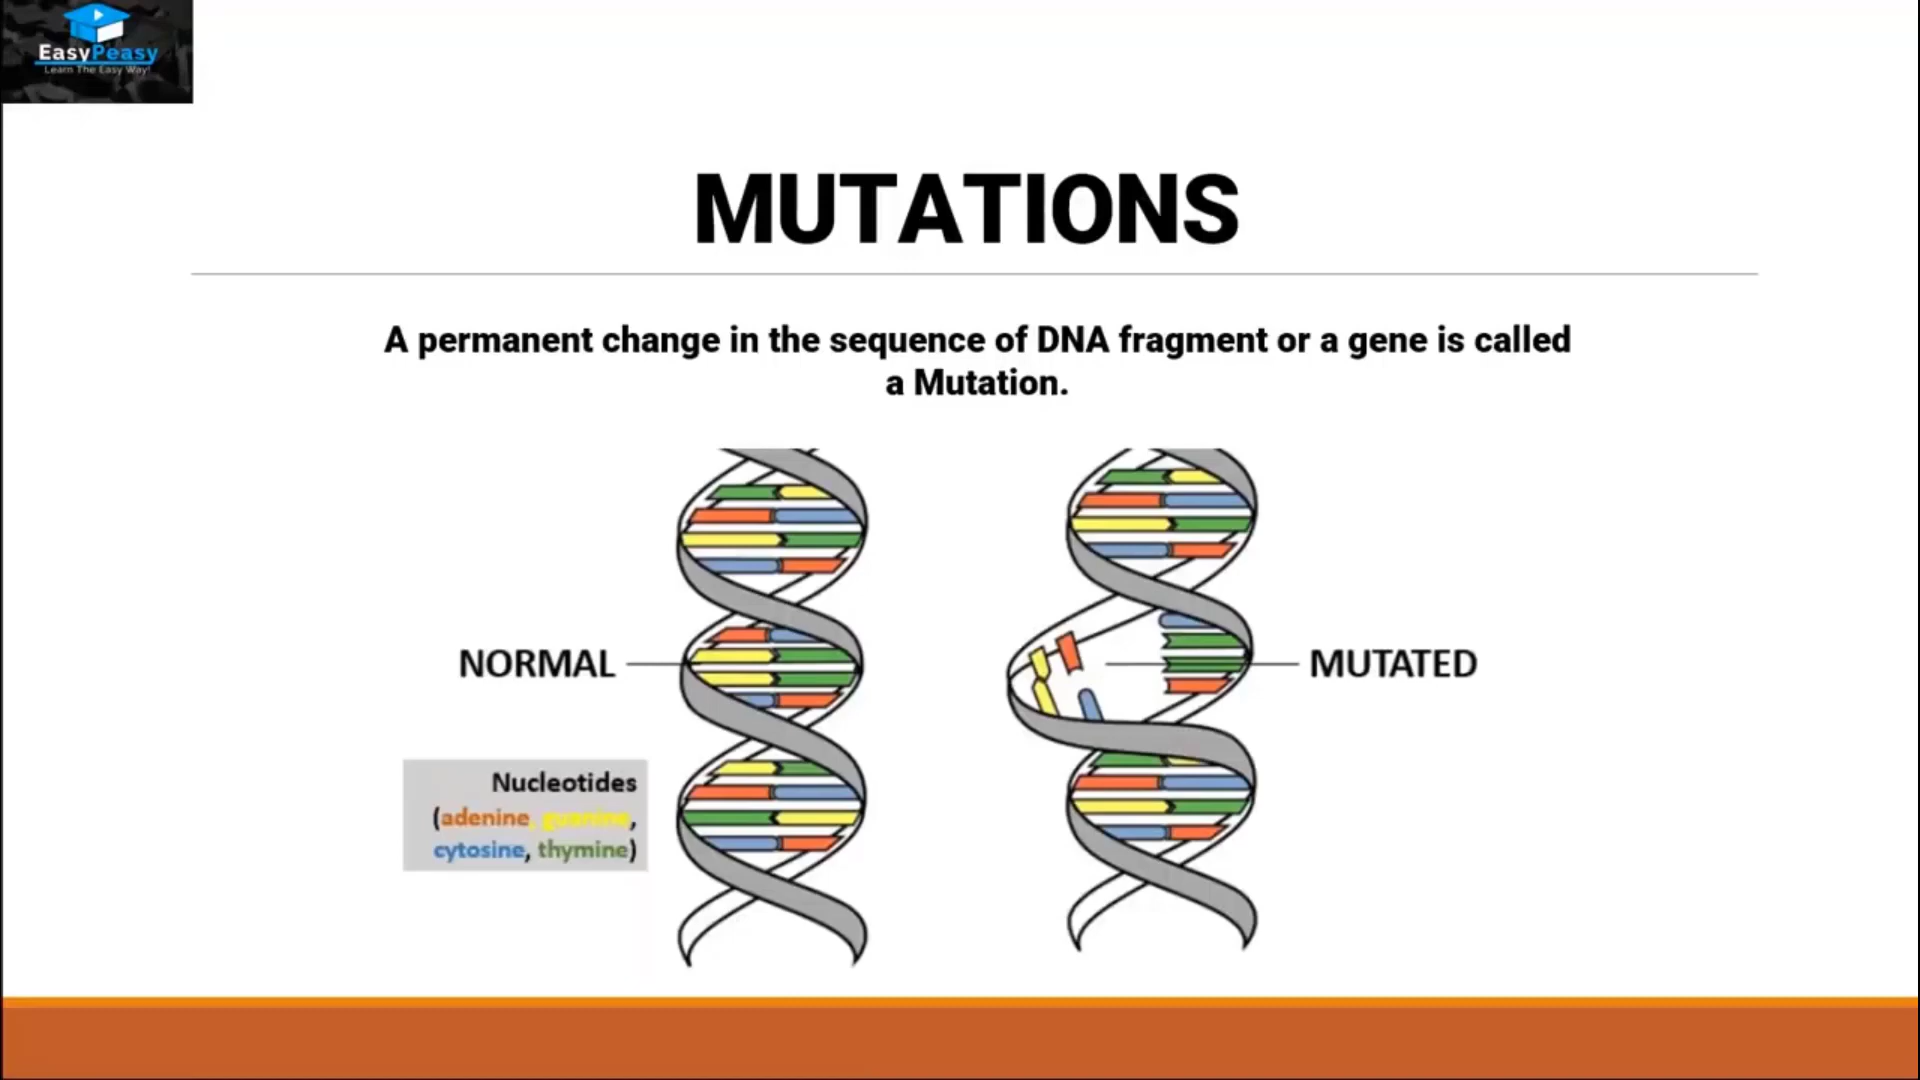 EasyPeasy
Learn The Easy Way!
MUTATIONS
A permanent change in the sequence of DNA fragment or a gene is called
a Mutation.
NORMAL
MUTATED
Nucleotides
(adenine, guanine,
cytosine, thymine)